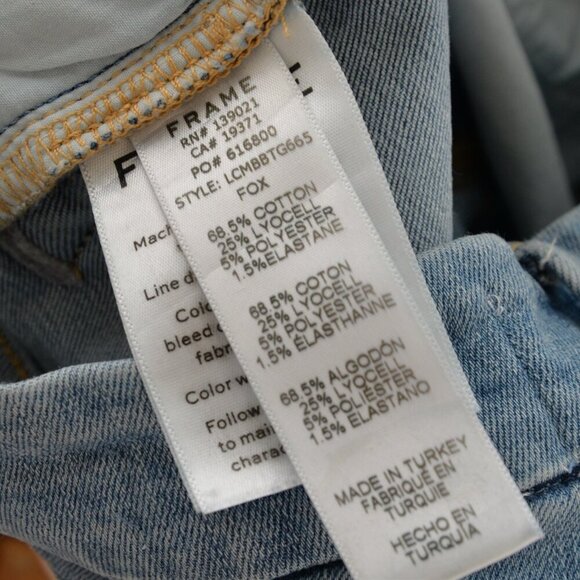 FRAME
RN# 139021
CA# 19371
PO# 616800
STYLE: LCMBBTG665
FOX
68.5% COTTON
25% LYOCELL
5% POLYESTER
1.5% ELASTANE
68.5% COTON
25% LYOCELL
5% POLYESTER
1.5% ÉLASTHANNE
68.5% ALGODÓN
25% LYOCELL
5% POLIÉSTER
1.5% ELASTANO
MADE IN TURKEY
FABRIQUÉ EN
TURQUIE
HECHO EN
TURQUÍA
F E
Mach
Line d
Colo
bleed o
fabr
Color w
Follow
to mai
charac